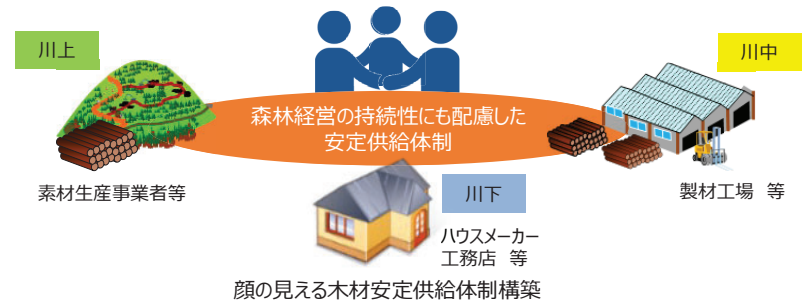 川上
川中
森林経営の持続性にも配慮した
安定供給体制
素材生産事業者等
製材工場 等
川下
ハウスメーカー
工務店 等
顔の見える木材安定供給体制構築